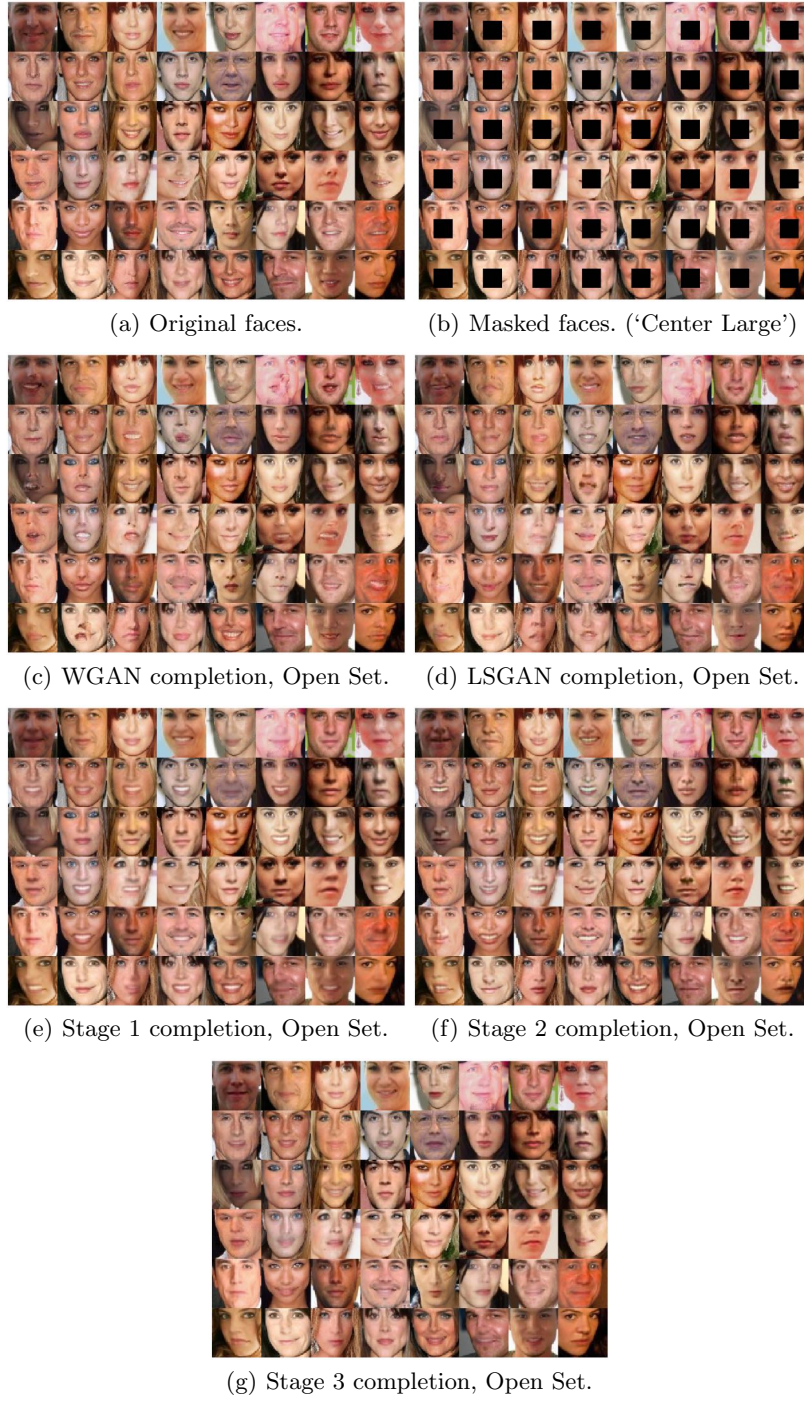 (a) Original faces.
(b) Masked faces. (‘Center Large’)
(c) WGAN completion, Open Set.
(d) LSGAN completion, Open Set.
(e) Stage 1 completion, Open Set.
(f) Stage 2 completion, Open Set.
(g) Stage 3 completion, Open Set.